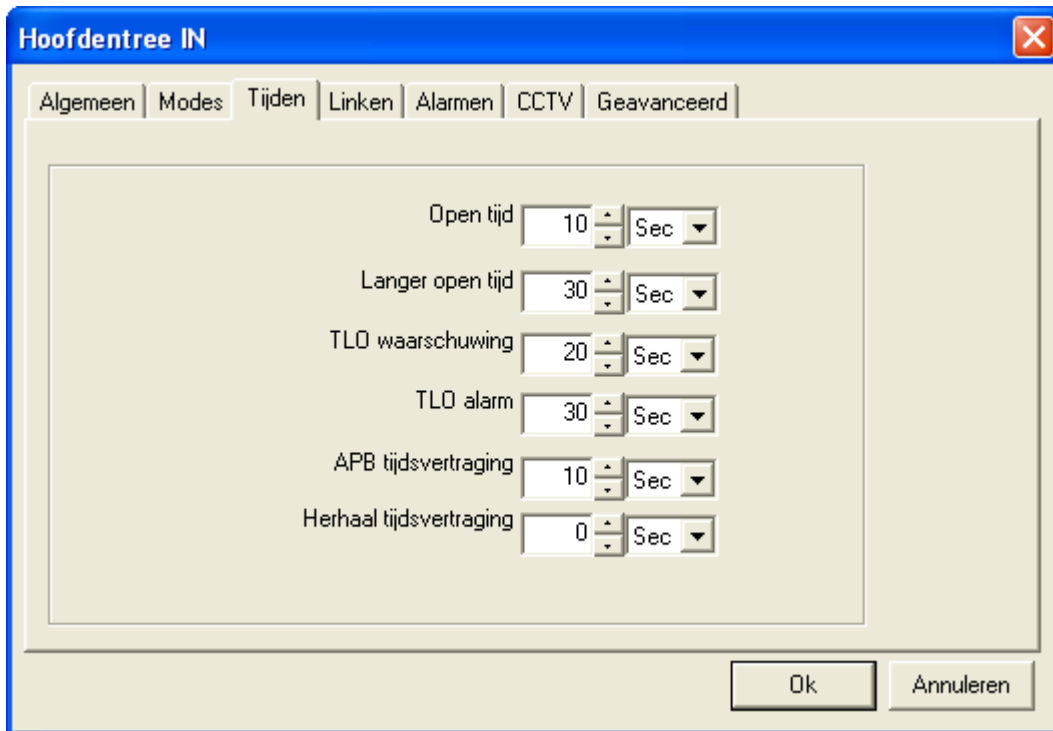 Hoofdentree IN
Algemeen Modes Tijden Linken Alarmen CCTV Geavanceerd
Open tijd 10 Sec
Langer open tijd 30 Sec
TLO waarschuwing 20 Sec
TLO alarm 30 Sec
APB tijdsvertraging 10 Sec
Herhaal tijdsvertraging 0 Sec
Ok Annuleren